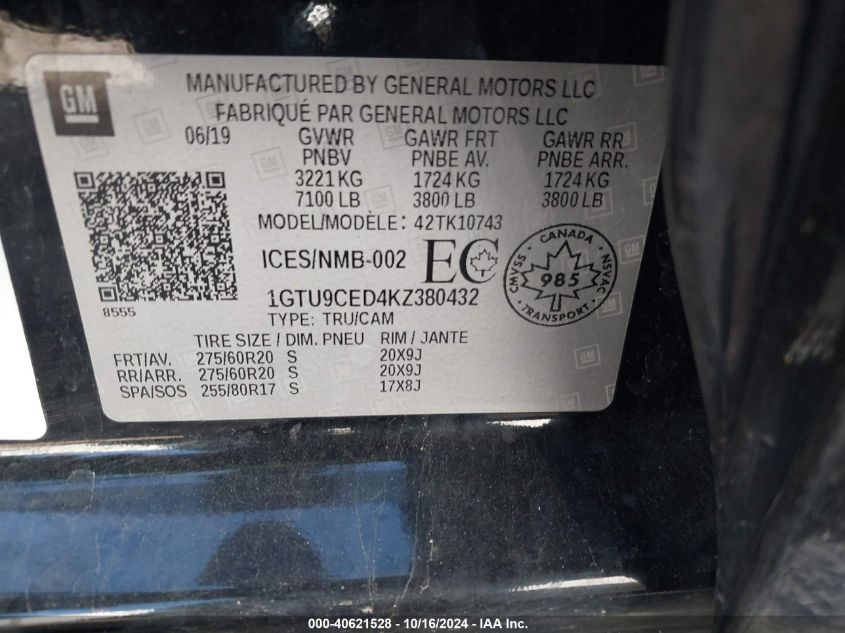 GM
MANUFACTURED BY GENERAL MOTORS LLC
FABRIQUÉ PAR GENERAL MOTORS LLC
06/19 GVWR GAWR FRT GAWR RR
PNBV PNBE AV. PNBE ARR.
3221 KG 1724 KG 1724 KG
7100 LB 3800 LB 3800 LB
MODEL/MODÈLE: 42TK10743
ICES/NMB-002 EC
CANADA
CMVSS 985 NSVAC
TRANSPORT
8555
1GTU9CED4KZ380432
TYPE: TRU/CAM
TIRE SIZE / DIM. PNEU RIM / JANTE
FRT/AV. 275/60R20 S 20X9J
RR/ARR. 275/60R20 S 20X9J
SPA/SOS 255/80R17 S 17X8J
000-40621528 - 10/16/2024 - IAA Inc.